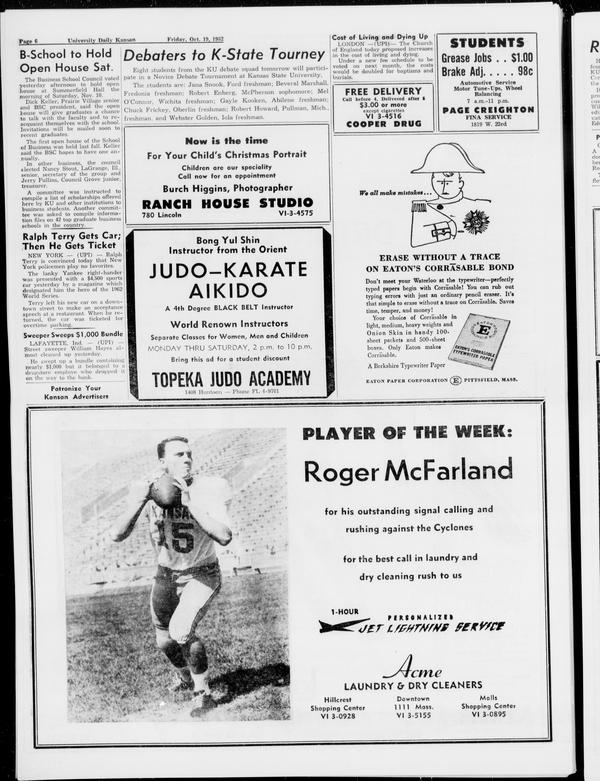 Page 6 University Daily Kansan Friday, Oct. 19, 1962
B-School to Hold
Open House Sat.
The Business School Council voted
yesterday afternoon to hold open
house at Summerfield Hall the
morning of Saturday, Nov. 10.
Dick Keller, Prairie Village senior
and BSC president, said the open
house will give graduates a chance
to talk with the faculty and to re-
acquaint themselves with the school.
Invitations will be mailed soon to
recent graduates.
The first open house of the School
of Business was held last fall. Keller
said the BSC hopes to have one an-
nually.
In other business, the council
elected Nancy Stout, LaGrange, Ill.,
senior, secretary of the group and
Jerry Pullins, Council Grove junior,
treasurer.
A committee was instructed to
compile a list of scholarships offered
here by KU and other institutions to
business students. Another commit-
tee was asked to compile informa-
tion files on 42 top graduate business
schools in the country.
Ralph Terry Gets Car;
Then He Gets Ticket
NEW YORK — (UPI) — Ralph
Terry is convinced today that New
York policemen play no favorites.
The lanky Yankee right-hander
was presented with a $4,500 sports
car yesterday by a magazine which
designated him the hero of the 1962
World Series.
Terry left his new car on a down-
town street to make an acceptance
speech at a restaurant. When he re-
turned, the car was ticketed for
overtime parking.
Sweeper Sweeps $1,000 Bundle
LAFAYETTE, Ind. — (UPI) —
Street sweeper William Hayes al-
most cleaned up yesterday.
He swept up a bundle containing
nearly $1,000 but it belonged to a
drugstore employe who dropped it
on the way to the bank.
Patronize Your
Kansan Advertisers
Debaters to K-State Tourney
Eight students from the KU debate squad tomorrow will partici-
pate in a Novice Debate Tournament at Kansas State University.
The students are: Jana Snook, Ford freshman; Beveral Marshall,
Fredonia freshman; Robert Enberg, McPherson sophomore; Mel
O'Connor, Wichita freshman; Gayle Kooken, Abilene freshman;
Chuck Frickey, Oberlin freshman; Robert Howard, Pullman, Mich.,
freshman, and Webster Golden, Iola freshman.
Now is the time
For Your Child's Christmas Portrait
Children are our speciality
Call now for an appointment
Burch Higgins, Photographer
RANCH HOUSE STUDIO
780 Lincoln VI-3-4575
Bong Yul Shin
Instructor from the Orient
JUDO—KARATE
AIKIDO
A 4th Degree BLACK BELT Instructor
World Renown Instructors
Separate Classes for Women, Men and Children
MONDAY THRU SATURDAY, 2 p.m. to 10 p.m.
Bring this ad for a student discount
TOPEKA JUDO ACADEMY
Cost of Living and Dying Up
LONDON —(UPI)— The Church
of England today proposed increases
in the cost of living and dying.
Under a new fee schedule to be
voted on next month, the costs
would be doubled for baptisms and
burials.
FREE DELIVERY
Call before 4, Delivered after 5
$3.00 or more
except cigarettes
VI 3-4516
COOPER DRUG
STUDENTS
Grease Jobs . . $1.00
Brake Adj. . . . . 98c
Automotive Service
Motor Tune-Ups, Wheel
Balancing
7 a.m.-11 p.m.
PAGE CREIGHTON
FINA SERVICE
1819 W. 23rd
We all make mistakes...
ERASE WITHOUT A TRACE
ON EATON'S CORRĀSABLE BOND
Don't meet your Waterloo at the typewriter—perfectly
typed papers begin with Corrāsable! You can rub out
typing errors with just an ordinary pencil eraser. It's
that simple to erase without a trace on Corrāsable. Saves
time, temper, and money!
Your choice of Corrāsable in
light, medium, heavy weights and
Onion Skin in handy 100-
sheet packets and 500-sheet
boxes. Only Eaton makes
Corrāsable.
A Berkshire Typewriter Paper
EATON'S CORRASABLE
TYPEWRITER PAPER
EATON PAPER CORPORATION E PITTSFIELD, MASS.
PLAYER OF THE WEEK:
Roger McFarland
for his outstanding signal calling and
rushing against the Cyclones
for the best call in laundry and
dry cleaning rush to us
1-HOUR
PERSONALIZED
JET LIGHTNING SERVICE
Acme
LAUNDRY & DRY CLEANERS
Hillcrest Downtown Malls
Shopping Center 1111 Mass. Shopping Center
VI 3-0928 VI 3-5155 VI 3-0895
15